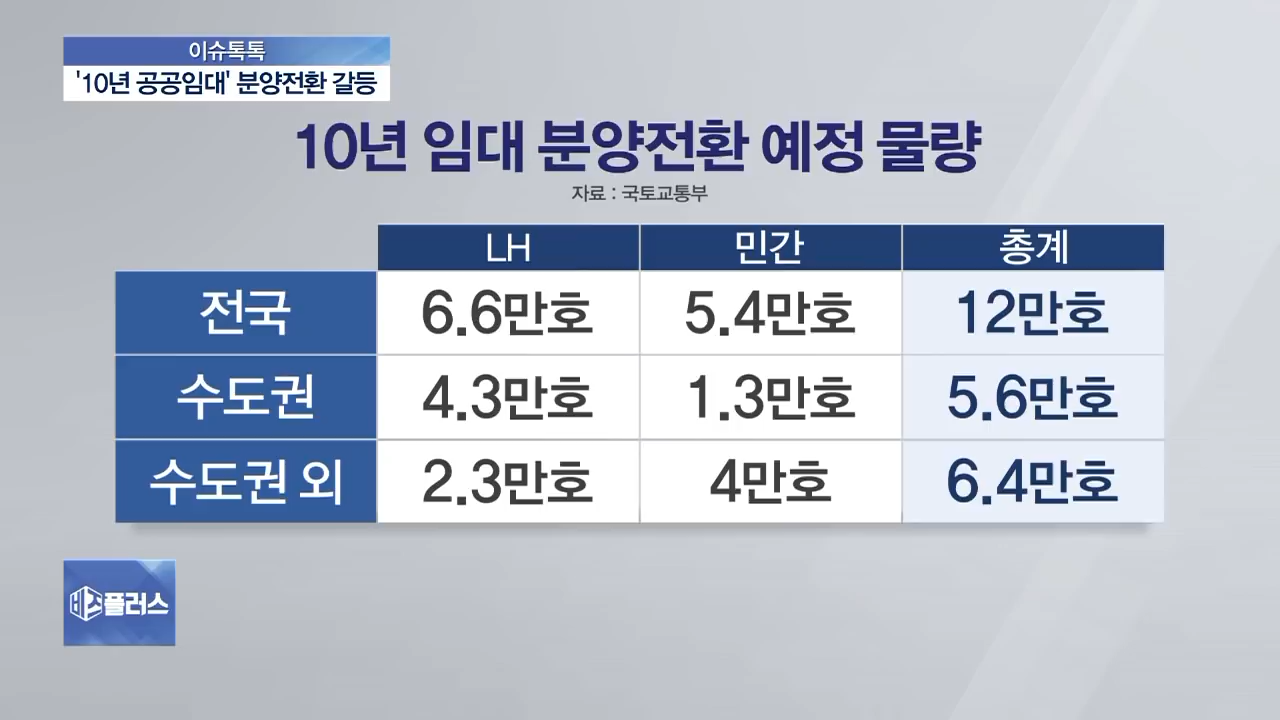 이슈톡톡
'10년 공공임대' 분양전환 갈등
10년 임대 분양전환 예정 물량
자료 : 국토교통부
LH 민간 총계
전국 6.6만호 5.4만호 12만호
수도권 4.3만호 1.3만호 5.6만호
수도권 외 2.3만호 4만호 6.4만호
비즈플러스